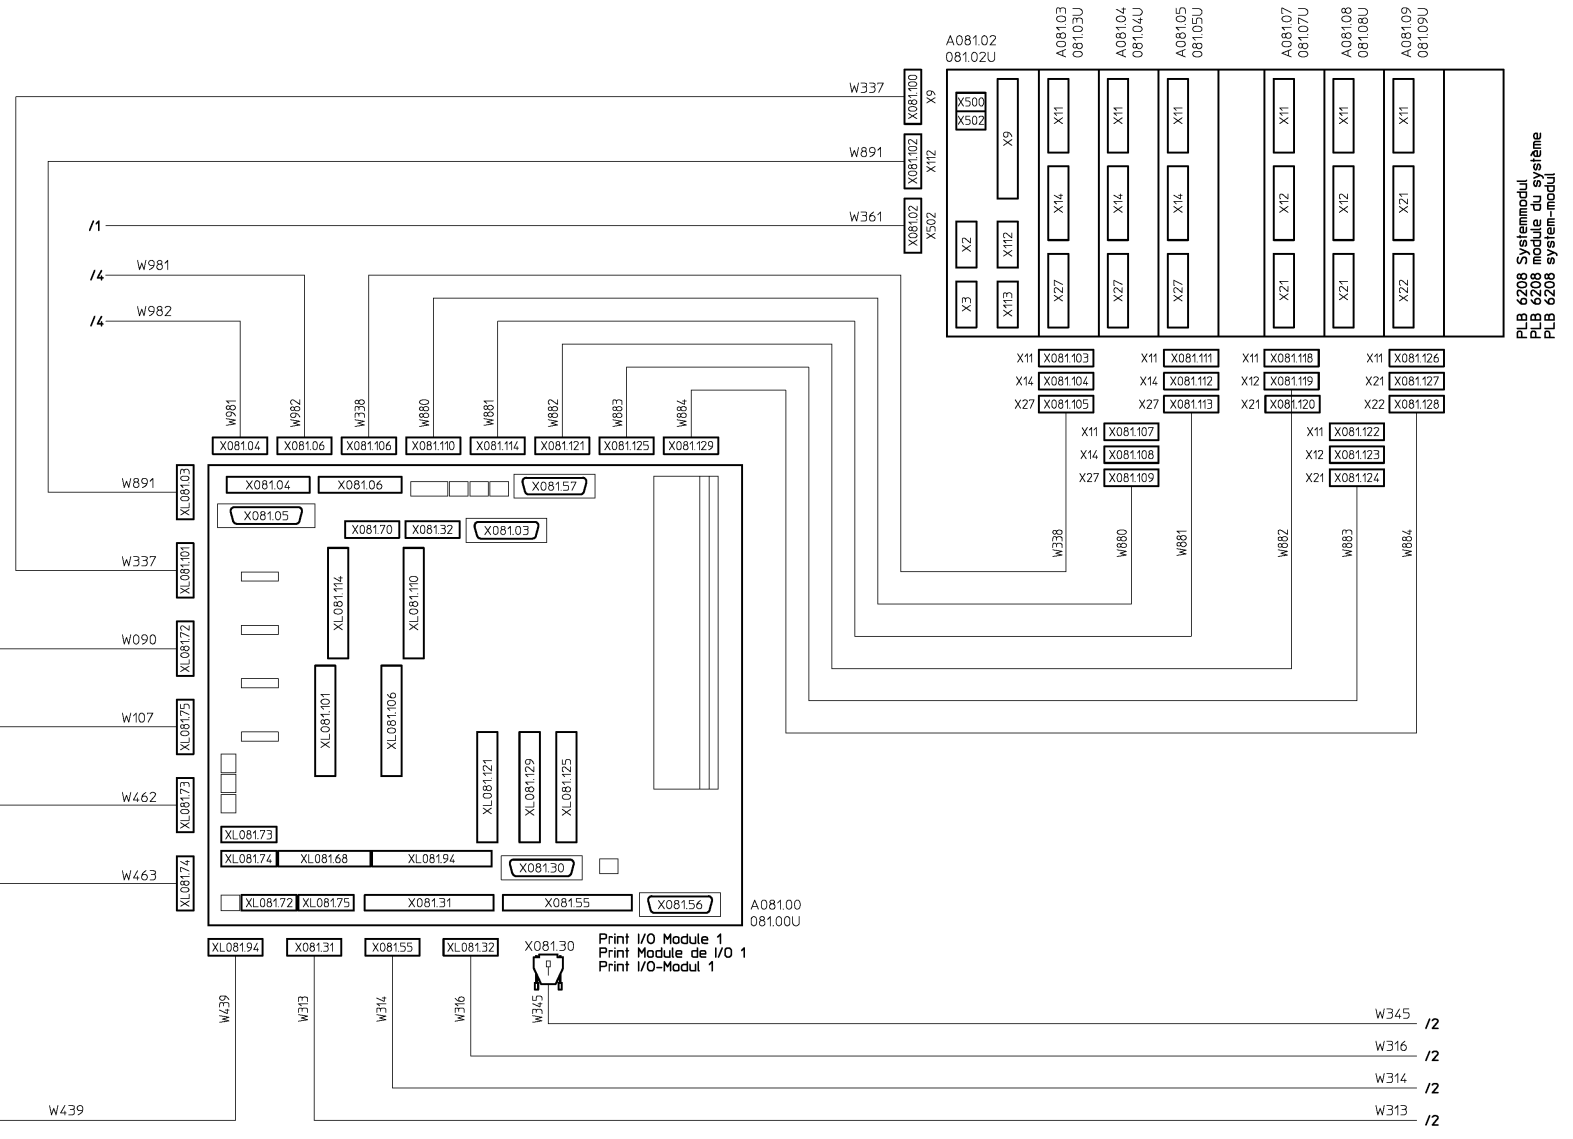 A081.02
081.02U
A081.03
081.03U
A081.04
081.04U
A081.05
081.05U
A081.07
081.07U
A081.08
081.08U
A081.09
081.09U
W337
X081.100
X9
W891
X081.102
X112
W361
X081.02
X502
/1
/4
W981
/4
W982
X500
X502
X9
X2
X112
X3
X113
X11
X14
X27
X11
X14
X27
X11
X14
X27
X11
X12
X21
X11
X12
X21
X11
X21
X22
PLB 6208 Systemmodul
PLB 6208 module du système
PLB 6208 system-modul
X11 X081.103
X14 X081.104
X27 X081.105
X11 X081.111
X14 X081.112
X27 X081.113
X11 X081.118
X12 X081.119
X21 X081.120
X11 X081.126
X21 X081.127
X22 X081.128
X11 X081.107
X14 X081.108
X27 X081.109
X11 X081.122
X12 X081.123
X21 X081.124
W338
W880
W881
W882
W883
W884
W981
W982
W338
W880
W881
W882
W883
W884
X081.04
X081.06
X081.106
X081.110
X081.114
X081.121
X081.125
X081.129
W891
XL081.03
W337
XL081.101
W090
XL081.72
W107
XL081.75
W462
XL081.73
W463
XL081.74
X081.04
X081.06
X081.57
X081.05
X081.70
X081.32
X081.03
XL081.114
XL081.110
XL081.101
XL081.106
XL081.121
XL081.129
XL081.125
XL081.73
XL081.74
XL081.68
XL081.94
X081.30
XL081.72
XL081.75
X081.31
X081.55
X081.56
A081.00
081.00U
Print I/O Module 1
Print Module de I/O 1
Print I/O-Modul 1
XL081.94
X081.31
X081.55
XL081.32
X081.30
W439
W313
W314
W316
W345
W345 /2
W316 /2
W314 /2
W313 /2
W439